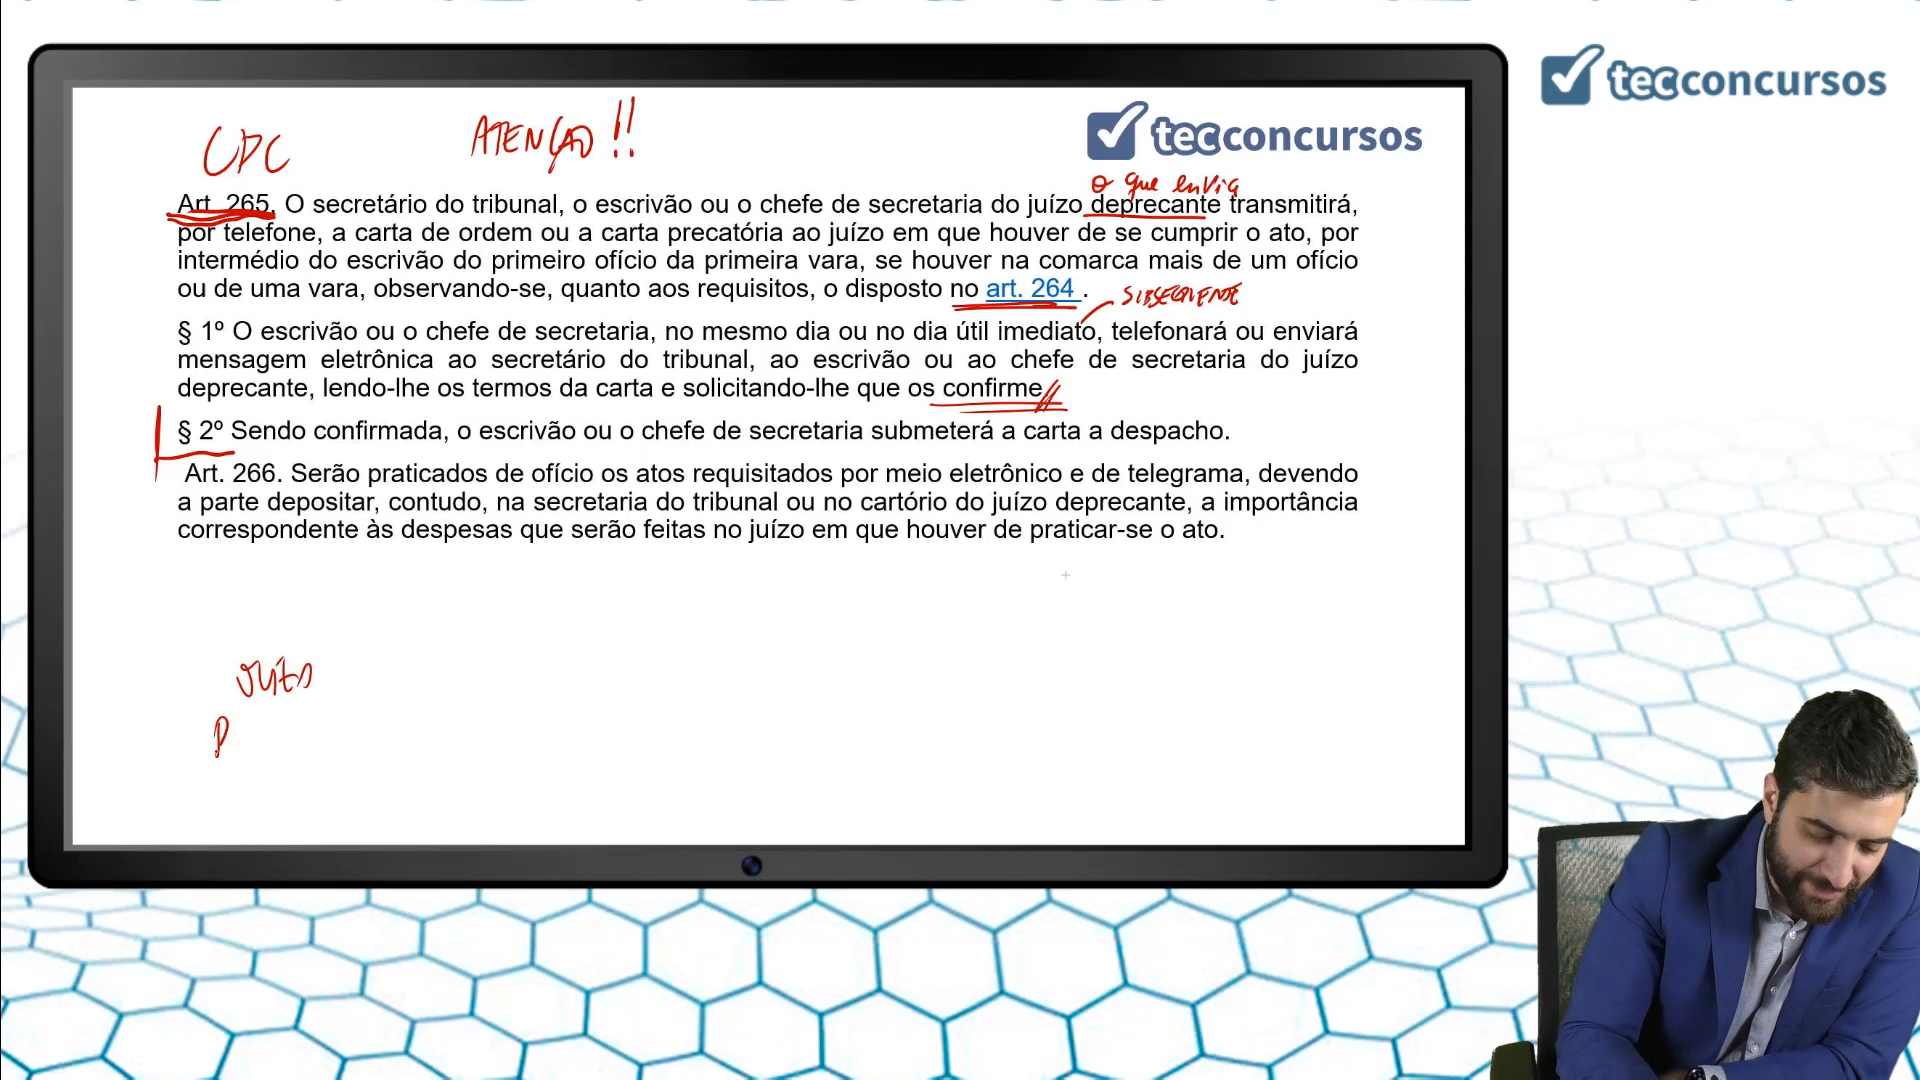 tecconcursos
CPC
ATENÇÃO !!
tecconcursos
o que envia
Art. 265. O secretário do tribunal, o escrivão ou o chefe de secretaria do juízo deprecante transmitirá,
por telefone, a carta de ordem ou a carta precatória ao juízo em que houver de se cumprir o ato, por
intermédio do escrivão do primeiro ofício da primeira vara, se houver na comarca mais de um ofício
ou de uma vara, observando-se, quanto aos requisitos, o disposto no art. 264 .
SUBSEQUENTE
§ 1º O escrivão ou o chefe de secretaria, no mesmo dia ou no dia útil imediato, telefonará ou enviará
mensagem eletrônica ao secretário do tribunal, ao escrivão ou ao chefe de secretaria do juízo
deprecante, lendo-lhe os termos da carta e solicitando-lhe que os confirme.
§ 2º Sendo confirmada, o escrivão ou o chefe de secretaria submeterá a carta a despacho.
Art. 266. Serão praticados de ofício os atos requisitados por meio eletrônico e de telegrama, devendo
a parte depositar, contudo, na secretaria do tribunal ou no cartório do juízo deprecante, a importância
correspondente às despesas que serão feitas no juízo em que houver de praticar-se o ato.
P